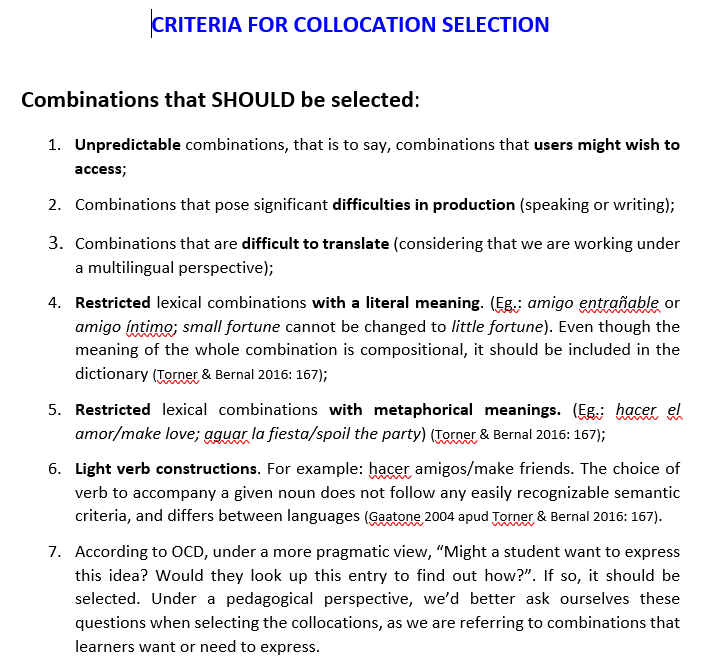 CRITERIA FOR COLLOCATION SELECTION
Combinations that SHOULD be selected:
1. Unpredictable combinations, that is to say, combinations that users might wish to
access;
2. Combinations that pose significant difficulties in production (speaking or writing);
3. Combinations that are difficult to translate (considering that we are working under
a multilingual perspective);
4. Restricted lexical combinations with a literal meaning. (Eg.: amigo entrañable or
amigo íntimo; small fortune cannot be changed to little fortune). Even though the
meaning of the whole combination is compositional, it should be included in the
dictionary (Torner & Bernal 2016: 167);
5. Restricted lexical combinations with metaphorical meanings. (Eg.: hacer el
amor/make love; aguar la fiesta/spoil the party) (Torner & Bernal 2016: 167);
6. Light verb constructions. For example: hacer amigos/make friends. The choice of
verb to accompany a given noun does not follow any easily recognizable semantic
criteria, and differs between languages (Gaatone 2004 apud Torner & Bernal 2016: 167).
7. According to OCD, under a more pragmatic view, “Might a student want to express
this idea? Would they look up this entry to find out how?”. If so, it should be
selected. Under a pedagogical perspective, we’d better ask ourselves these
questions when selecting the collocations, as we are referring to combinations that
learners want or need to express.